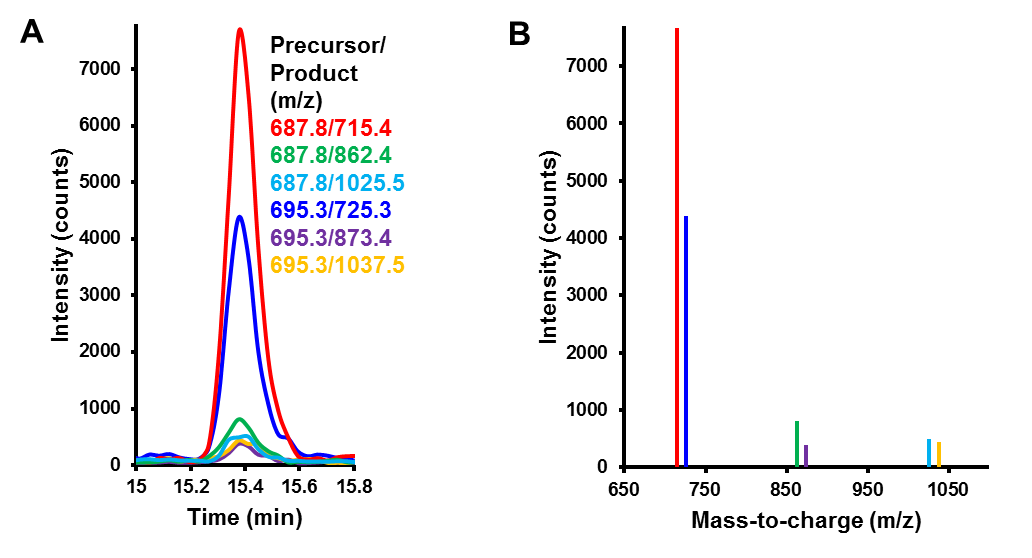 A
Precursor/
Product
(m/z)
687.8/715.4
687.8/862.4
687.8/1025.5
695.3/725.3
695.3/873.4
695.3/1037.5
Intensity (counts)
7000
6000
5000
4000
3000
2000
1000
0
15 15.2 15.4 15.6 15.8
Time (min)
B
Intensity (counts)
7000
6000
5000
4000
3000
2000
1000
0
650 750 850 950 1050
Mass-to-charge (m/z)